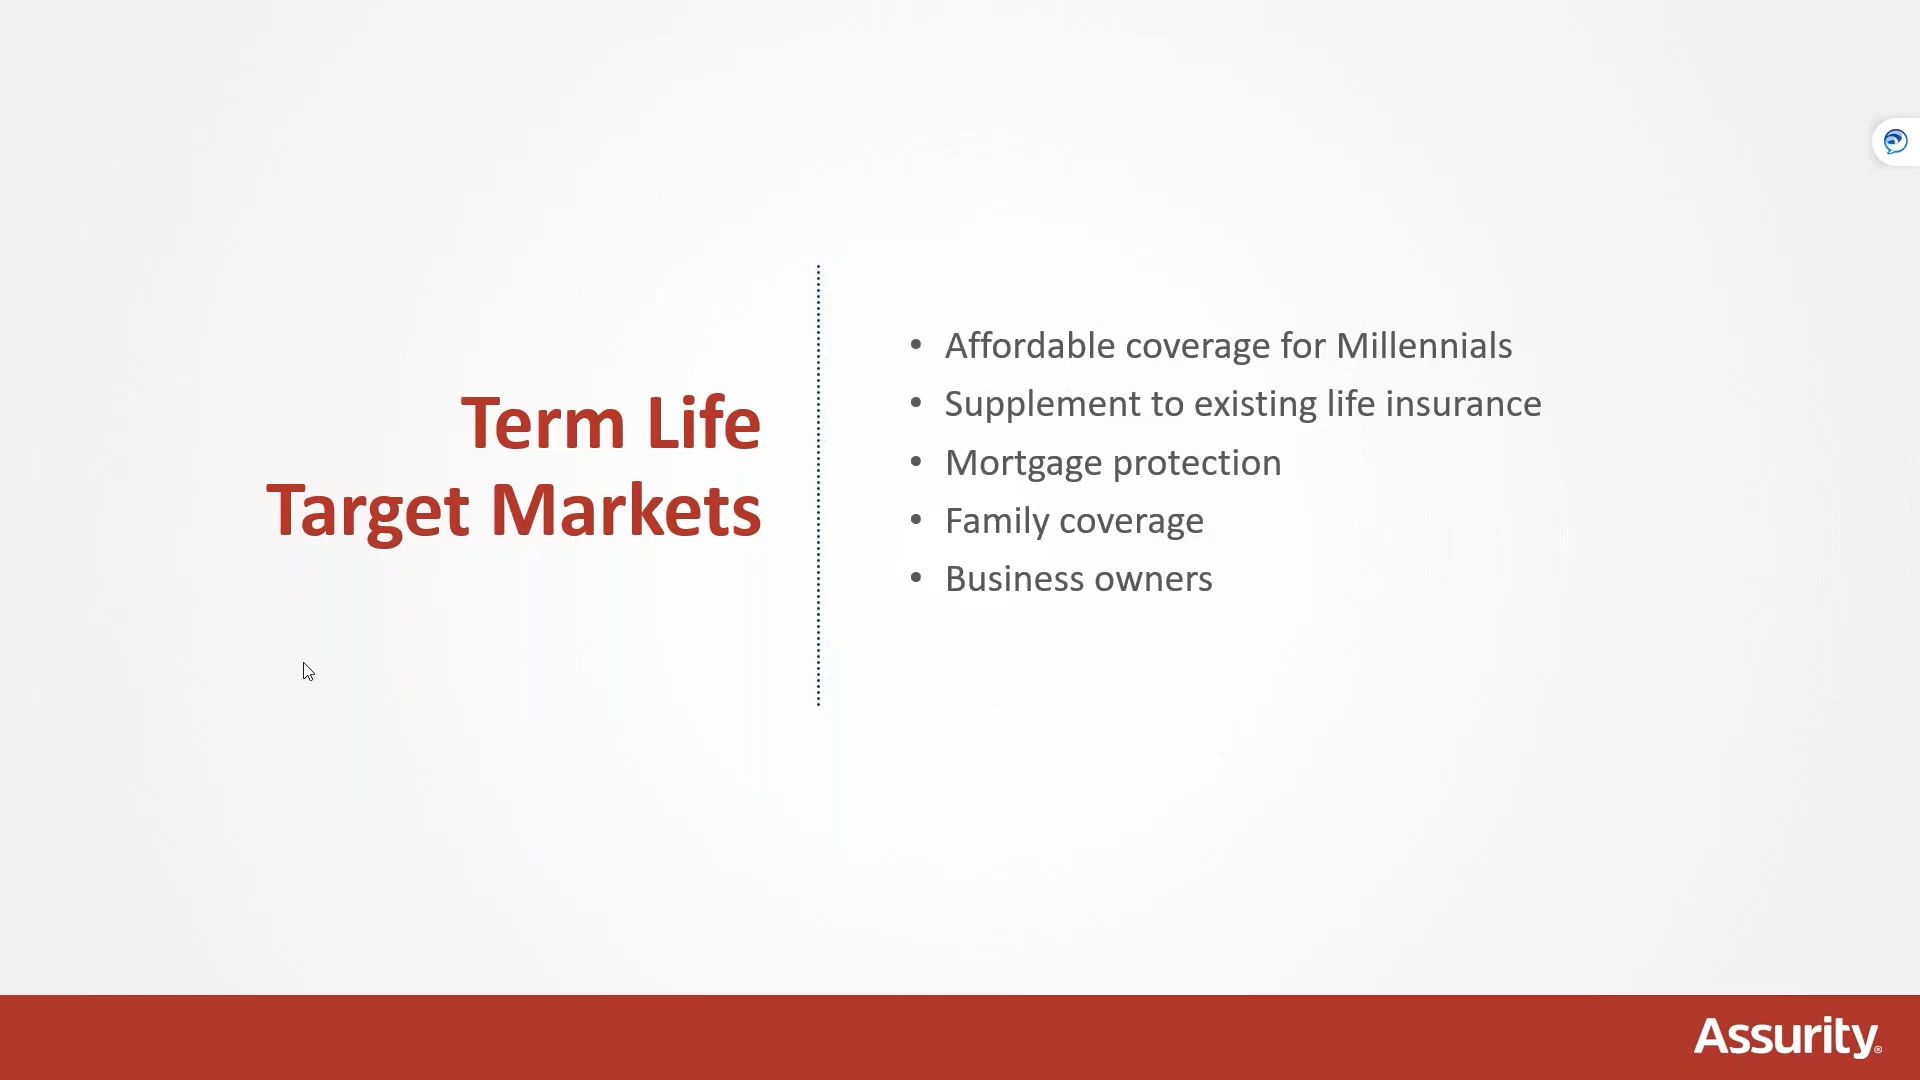 Term Life
Target Markets
• Affordable coverage for Millennials
• Supplement to existing life insurance
• Mortgage protection
• Family coverage
• Business owners
Assurity®